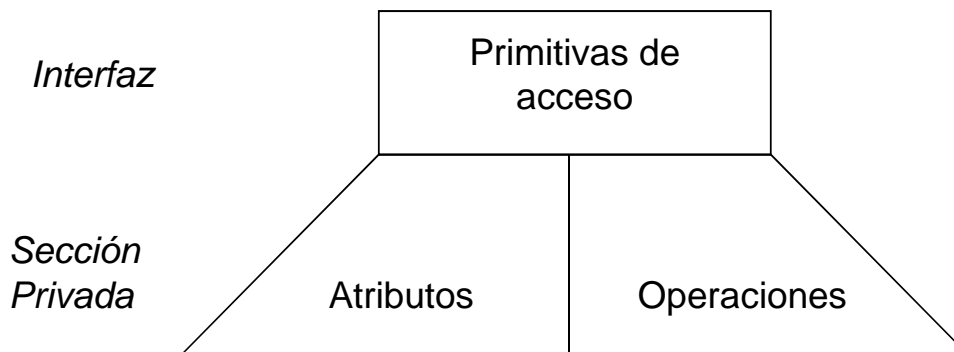 Interfaz
Primitivas de
acceso
Sección
Privada
Atributos
Operaciones